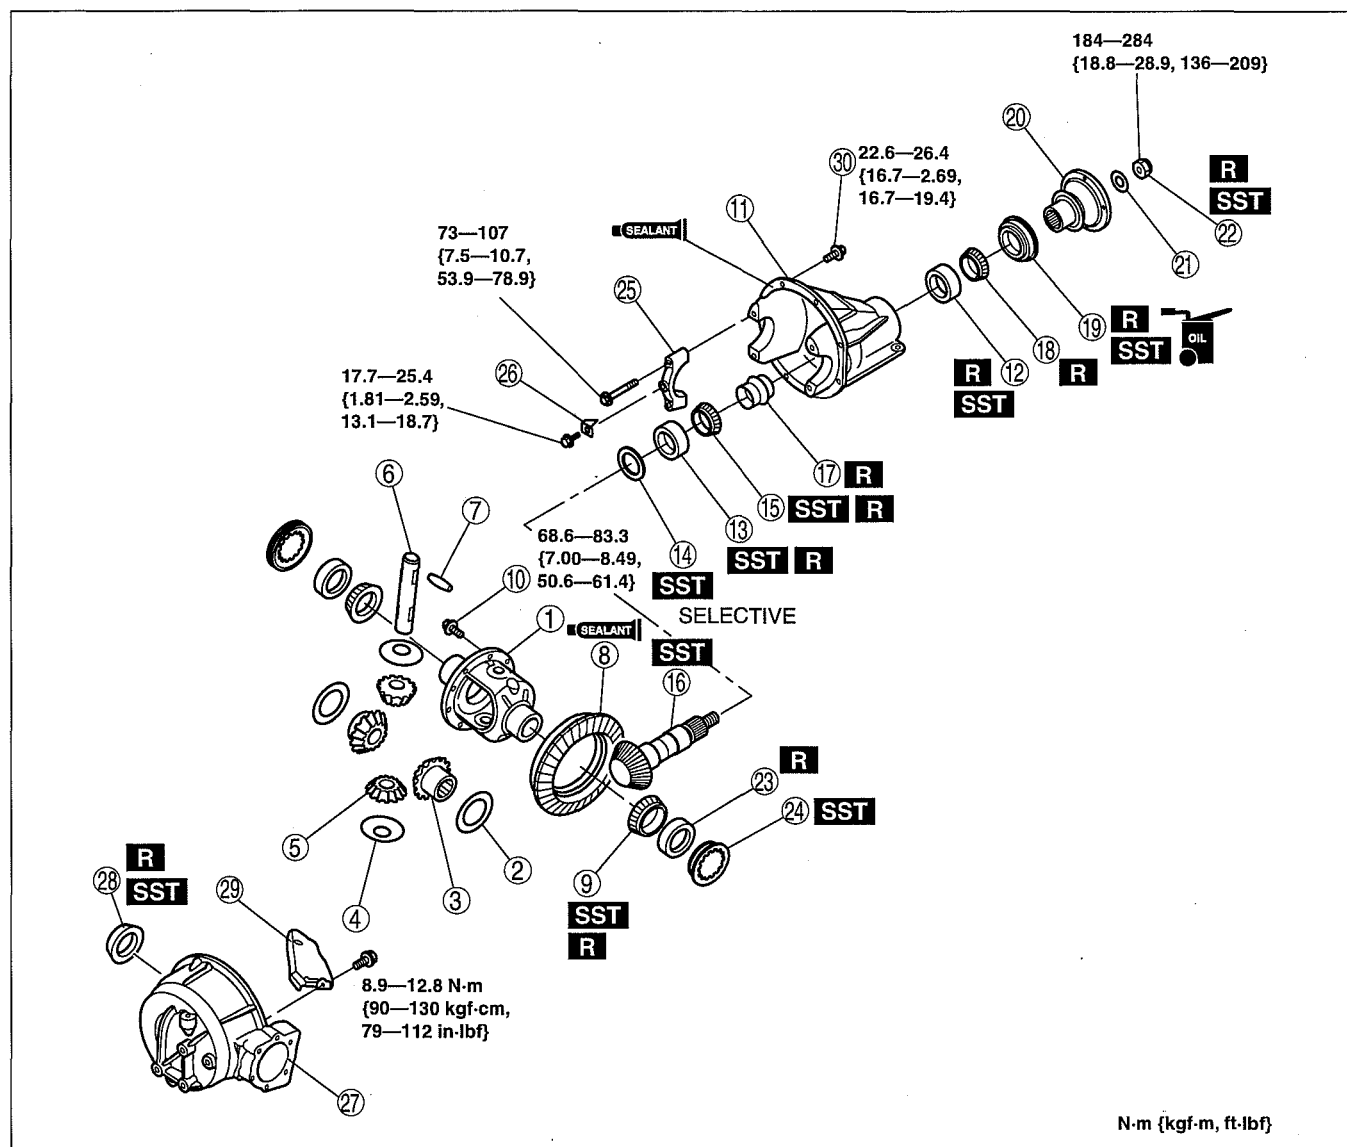 184—284
{18.8—28.9, 136—209}
20
30
22.6—26.4
{16.7—2.69,
16.7—19.4}
R
SST
22
11
SEALANT
73—107
{7.5—10.7,
53.9—78.9}
21
25
19
R
SST
OIL
18
R
12
R
SST
26
17.7—25.4
{1.81—2.59,
13.1—18.7}
17
R
6
7
15
SST
R
13
SST
R
14
SST
SELECTIVE
68.6—83.3
{7.00—8.49,
50.6—61.4}
10
1
SEALANT
8
SST
16
R
23
24
SST
5
4
3
2
9
SST
R
28
R
SST
29
8.9—12.8 N·m
{90—130 kgf·cm,
79—112 in·lbf}
27
N·m {kgf·m, ft·lbf}